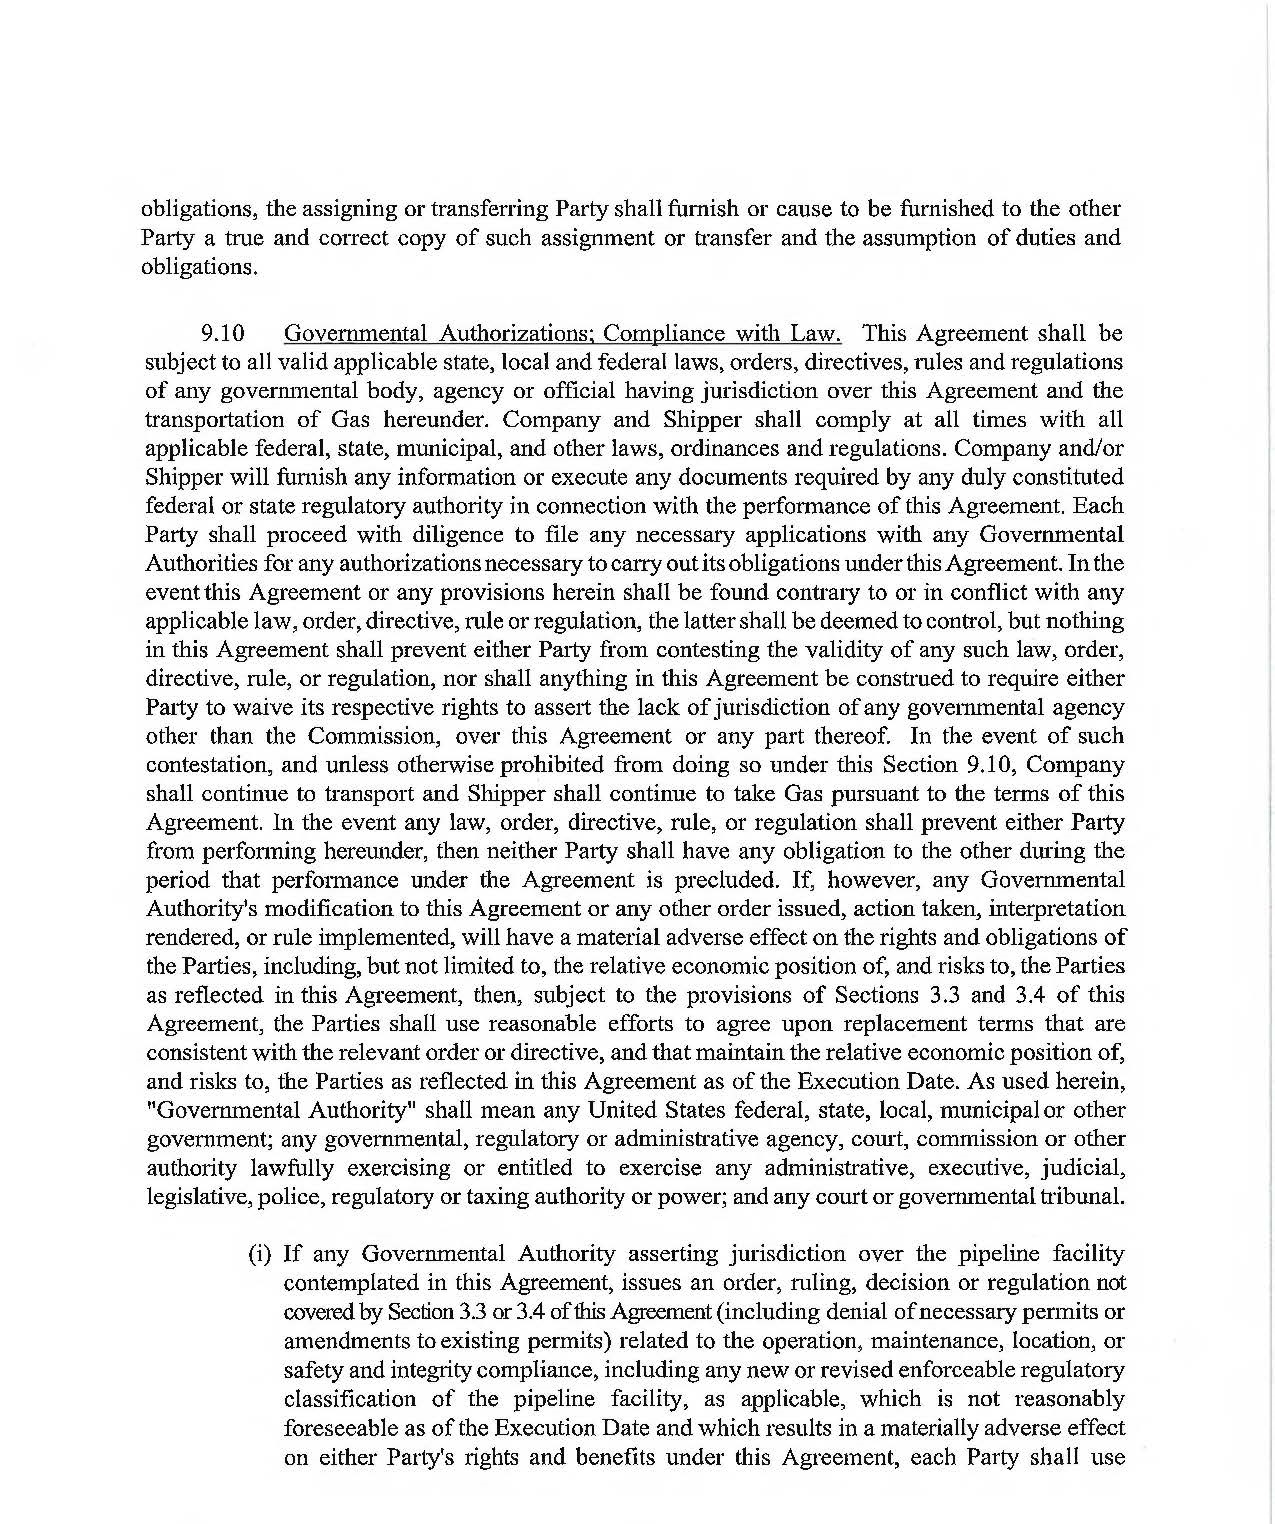 obligations, the assigning or transferring Party shall furnish or cause to be furnished to the other
Party a true and correct copy of such assignment or transfer and the assumption of duties and
obligations.
9.10 Governmental Authorizations; Compliance with Law. This Agreement shall be
subject to all valid applicable state, local and federal laws, orders, directives, rules and regulations
of any governmental body, agency or official having jurisdiction over this Agreement and the
transportation of Gas hereunder. Company and Shipper shall comply at all times with all
applicable federal, state, municipal, and other laws, ordinances and regulations. Company and/or
Shipper will furnish any information or execute any documents required by any duly constituted
federal or state regulatory authority in connection with the performance of this Agreement. Each
Party shall proceed with diligence to file any necessary applications with any Governmental
Authorities for any authorizations necessary to carry out its obligations under this Agreement. In the
event this Agreement or any provisions herein shall be found contrary to or in conflict with any
applicable law, order, directive, rule or regulation, the latter shall be deemed to control, but nothing
in this Agreement shall prevent either Party from contesting the validity of any such law, order,
directive, rule, or regulation, nor shall anything in this Agreement be construed to require either
Party to waive its respective rights to assert the lack of jurisdiction of any governmental agency
other than the Commission, over this Agreement or any part thereof. In the event of such
contestation, and unless otherwise prohibited from doing so under this Section 9.10, Company
shall continue to transport and Shipper shall continue to take Gas pursuant to the terms of this
Agreement. In the event any law, order, directive, rule, or regulation shall prevent either Party
from performing hereunder, then neither Party shall have any obligation to the other during the
period that performance under the Agreement is precluded. If, however, any Governmental
Authority's modification to this Agreement or any other order issued, action taken, interpretation
rendered, or rule implemented, will have a material adverse effect on the rights and obligations of
the Parties, including, but not limited to, the relative economic position of, and risks to, the Parties
as reflected in this Agreement, then, subject to the provisions of Sections 3.3 and 3.4 of this
Agreement, the Parties shall use reasonable efforts to agree upon replacement terms that are
consistent with the relevant order or directive, and that maintain the relative economic position of,
and risks to, the Parties as reflected in this Agreement as of the Execution Date. As used herein,
"Governmental Authority" shall mean any United States federal, state, local, municipal or other
government; any governmental, regulatory or administrative agency, court, commission or other
authority lawfully exercising or entitled to exercise any administrative, executive, judicial,
legislative, police, regulatory or taxing authority or power; and any court or governmental tribunal.
(i) If any Governmental Authority asserting jurisdiction over the pipeline facility
contemplated in this Agreement, issues an order, ruling, decision or regulation not
covered by Section 3.3 or 3.4 of this Agreement (including denial of necessary permits or
amendments to existing permits) related to the operation, maintenance, location, or
safety and integrity compliance, including any new or revised enforceable regulatory
classification of the pipeline facility, as applicable, which is not reasonably
foreseeable as of the Execution Date and which results in a materially adverse effect
on either Party's rights and benefits under this Agreement, each Party shall use